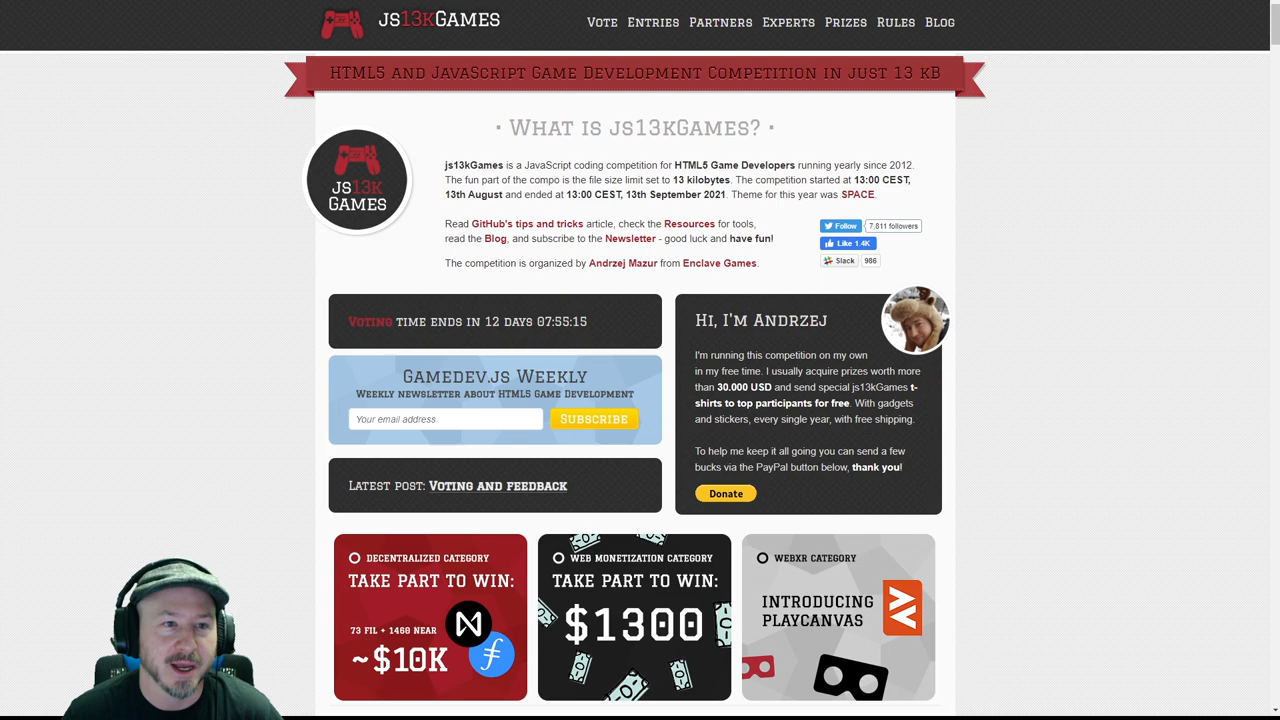 JS13KGAMES
VOTE ENTRIES PARTNERS EXPERTS PRIZES RULES BLOG
HTML5 AND JAVASCRIPT GAME DEVELOPMENT COMPETITION IN JUST 13 KB
· WHAT IS JS13KGAMES? ·
JS13K
GAMES
js13kGames is a JavaScript coding competition for HTML5 Game Developers running yearly since 2012.
The fun part of the compo is the file size limit set to 13 kilobytes. The competition started at 13:00 CEST,
13th August and ended at 13:00 CEST, 13th September 2021. Theme for this year was SPACE.
Read GitHub's tips and tricks article, check the Resources for tools,
read the Blog, and subscribe to the Newsletter - good luck and have fun!
The competition is organized by Andrzej Mazur from Enclave Games.
Follow 7,811 followers
Like 1.4K
Slack 986
VOTING TIME ENDS IN 12 DAYS 07:55:15
GAMEDEV.JS WEEKLY
WEEKLY NEWSLETTER ABOUT HTML5 GAME DEVELOPMENT
Your email address SUBSCRIBE
LATEST POST: VOTING AND FEEDBACK
HI, I'M ANDRZEJ
I'm running this competition on my own
in my free time. I usually acquire prizes worth more
than 30.000 USD and send special js13kGames t-
shirts to top participants for free. With gadgets
and stickers, every single year, with free shipping.
To help me keep it all going you can send a few
bucks via the PayPal button below, thank you!
Donate
DECENTRALIZED CATEGORY
TAKE PART TO WIN:
73 FIL + 1460 NEAR
~$10K
WEB MONETIZATION CATEGORY
TAKE PART TO WIN:
$1300
WEBXR CATEGORY
INTRODUCING
PLAYCANVAS